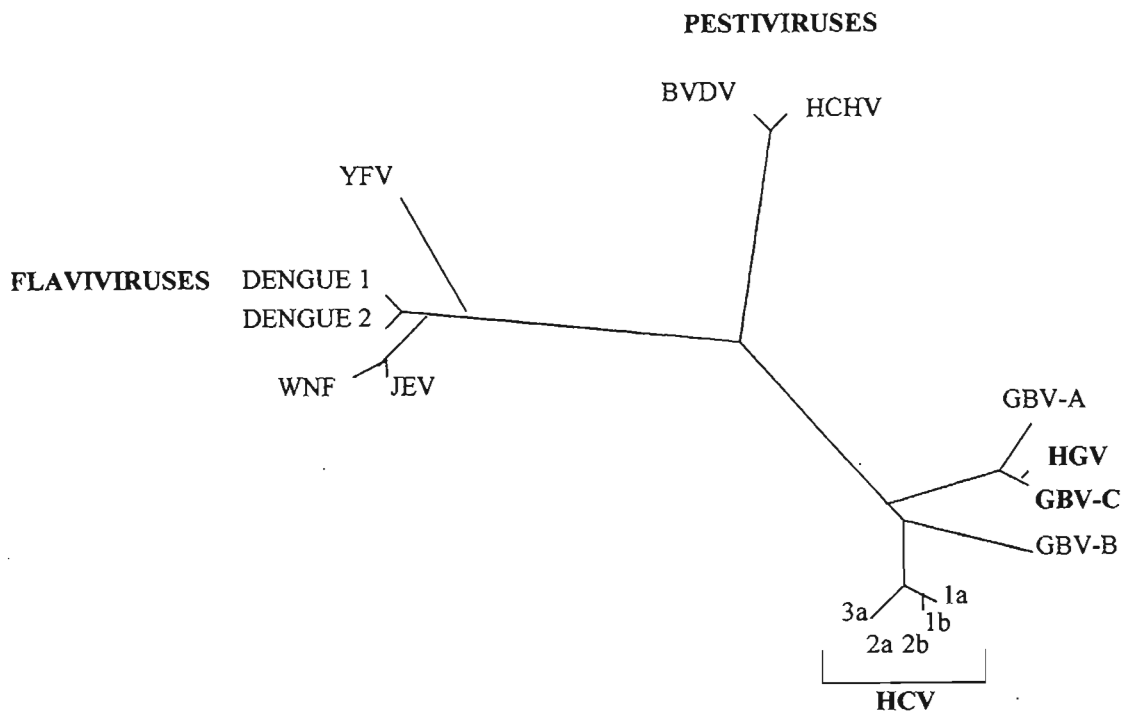 PESTIVIRUSES
BVDV
HCHV
YFV
FLAVIVIRUSES
DENGUE 1
DENGUE 2
WNF
JEV
GBV-A
HGV
GBV-C
GBV-B
1a
3a
1b
2a 2b
HCV